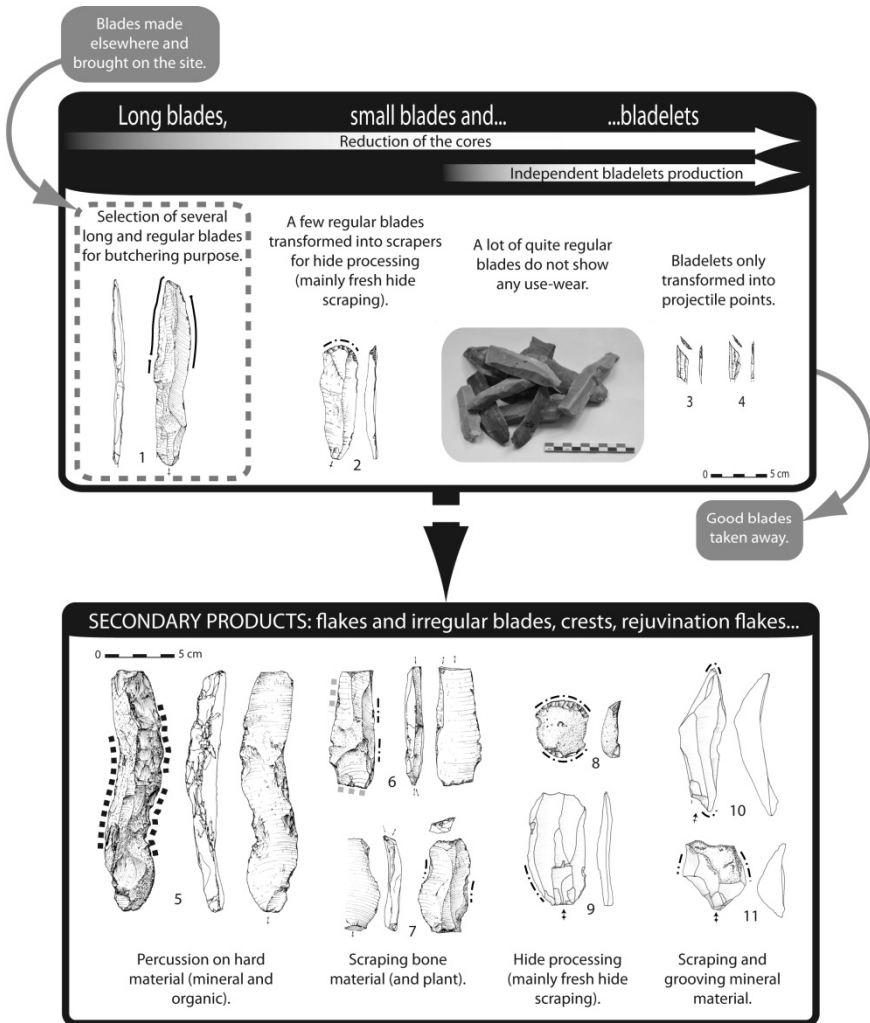 Blades made
elsewhere and
brought on the site.
Long blades, small blades and... ...bladelets
Reduction of the cores
Independent bladelets production
Selection of several
long and regular blades
for butchering purpose.
A few regular blades
transformed into scrapers
for hide processing
(mainly fresh hide
scraping).
A lot of quite regular
blades do not show
any use-wear.
Bladelets only
transformed into
projectile points.
1
2
3 4
0 5 cm
Good blades
taken away.
SECONDARY PRODUCTS: flakes and irregular blades, crests, rejuvination flakes...
0 5 cm
5
6
7
8
9
10
11
Percussion on hard
material (mineral and
organic).
Scraping bone
material (and plant).
Hide processing
(mainly fresh hide
scraping).
Scraping and
grooving mineral
material.